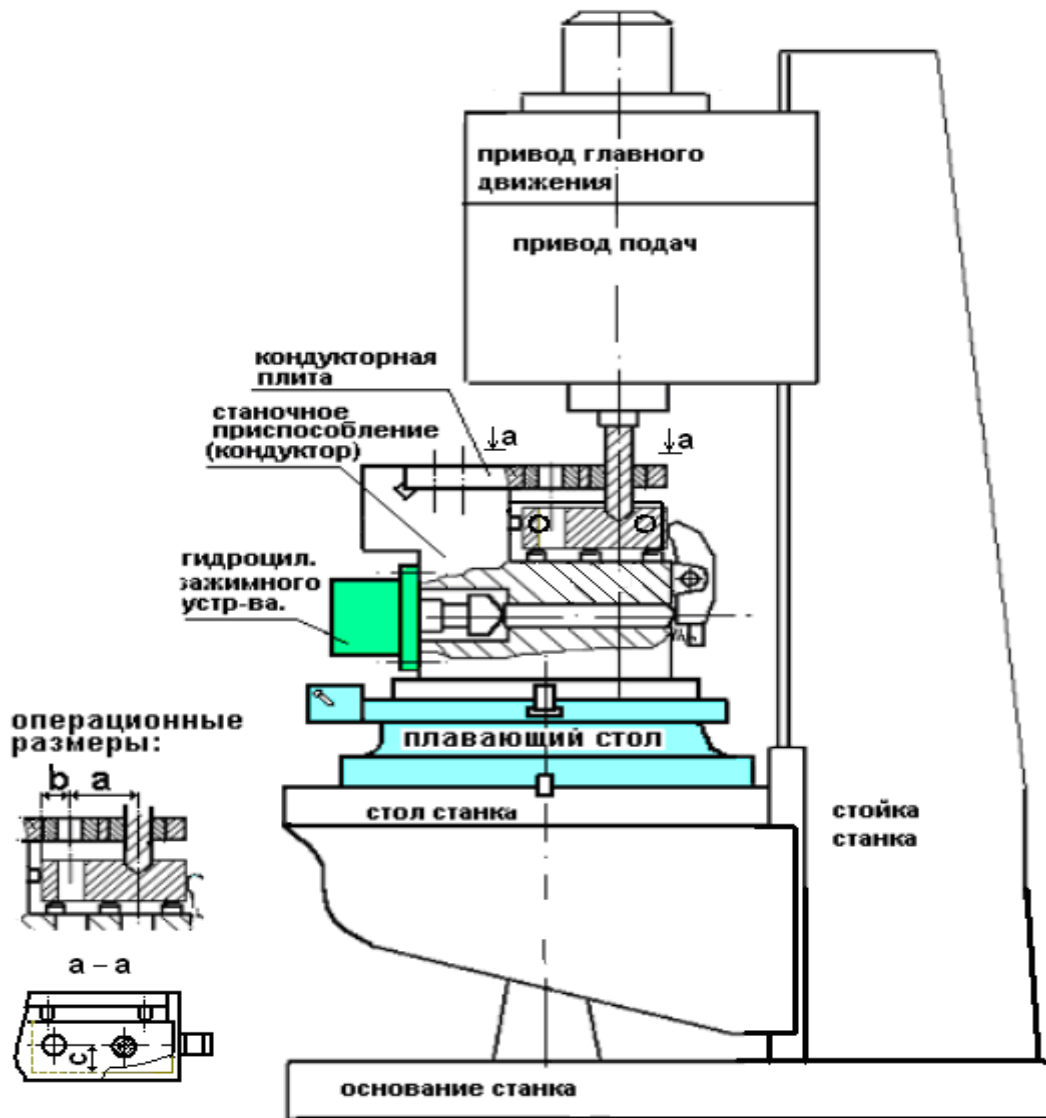 привод главного
движения
привод подач
кондукторная
плита
станочное
приспособление
(кондуктор)
а
а
гидроцил.
зажимного
устр-ва.
плавающий стол
операционные
размеры:
b
а
стол станка
стойка
станка
а – а
с
основание станка